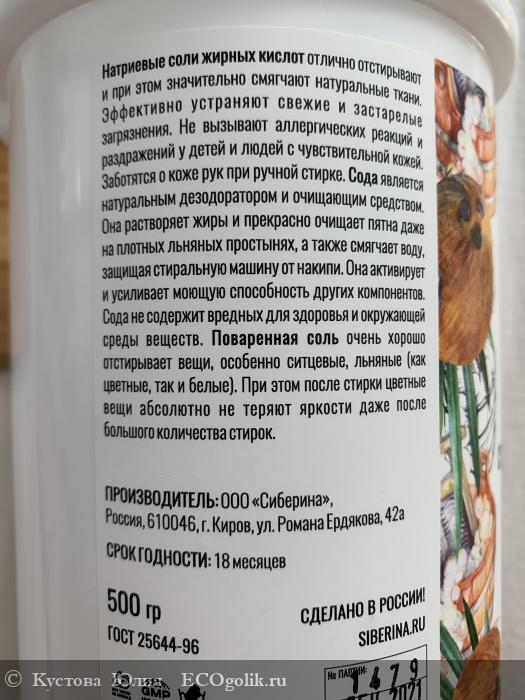 Натриевые соли жирных кислот отлично отстирывают
и при этом значительно смягчают натуральные ткани.
Эффективно устраняют свежие и застарелые
загрязнения. Не вызывают аллергических реакций и
раздражений у детей и людей с чувствительной кожей.
Заботятся о коже рук при ручной стирке. Сода является
натуральным дезодоратором и очищающим средством.
Она растворяет жиры и прекрасно очищает пятна даже
на плотных льняных простынях, а также смягчает воду,
защищая стиральную машину от накипи. Она активирует
и усиливает моющую способность других компонентов.
Сода не содержит вредных для здоровья и окружающей
среды веществ. Поваренная соль очень хорошо
отстирывает вещи, особенно ситцевые, льняные (как
цветные, так и белые). При этом после стирки цветные
вещи абсолютно не теряют яркости даже после
большого количества стирок.
ПРОИЗВОДИТЕЛЬ: ООО «Сиберина»,
Россия, 610046, г. Киров, ул. Романа Ердякова, 42а
СРОК ГОДНОСТИ: 18 месяцев
500 гр
ГОСТ 25644-96
СДЕЛАНО В РОССИИ!
SIBERINA.RU
GMP
№ ПАРТИИ:
1479
2021
© Кустова Юлия ECOgolik.ru